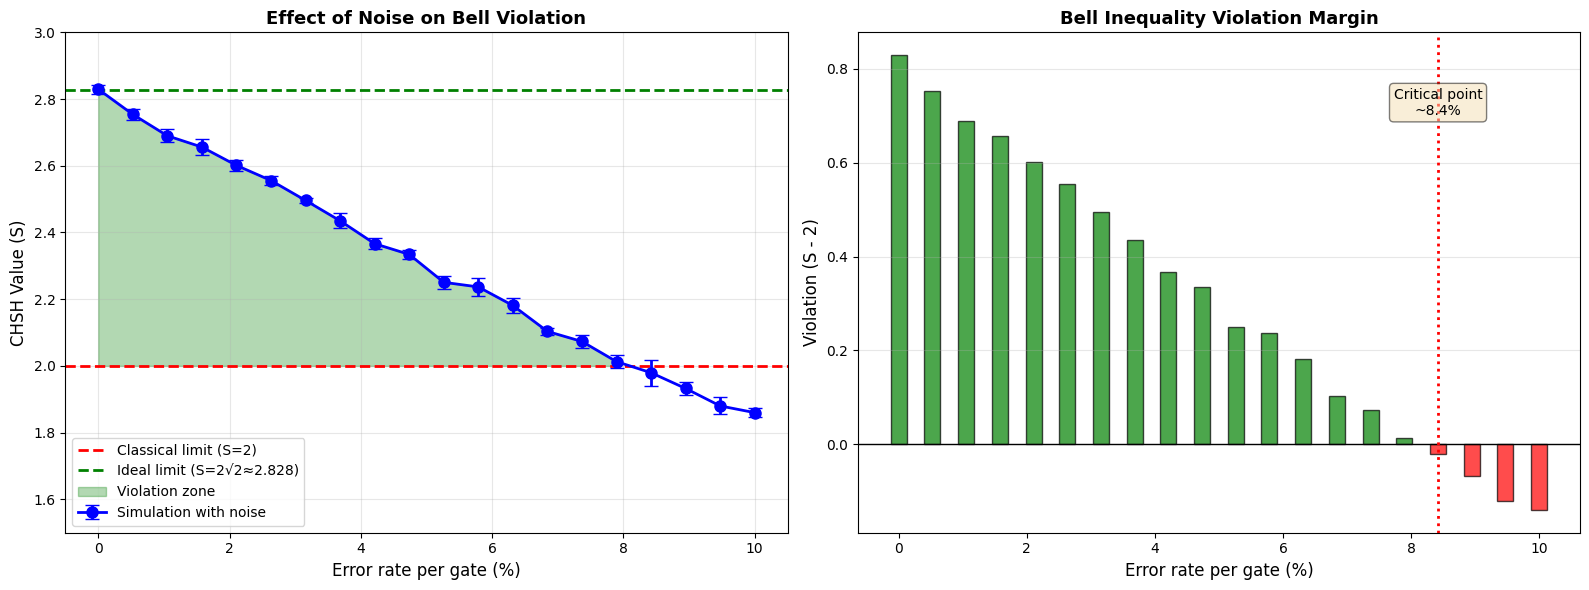 Effect of Noise on Bell Violation
CHSH Value (S)
3.0
2.8
2.6
2.4
2.2
2.0
1.8
1.6
Classical limit (S=2)
Ideal limit (S=2√2≈2.828)
Violation zone
Simulation with noise
0 2 4 6 8 10
Error rate per gate (%)
Bell Inequality Violation Margin
Violation (S - 2)
0.8
0.6
0.4
0.2
0.0
Critical point
~8.4%
0 2 4 6 8 10
Error rate per gate (%)